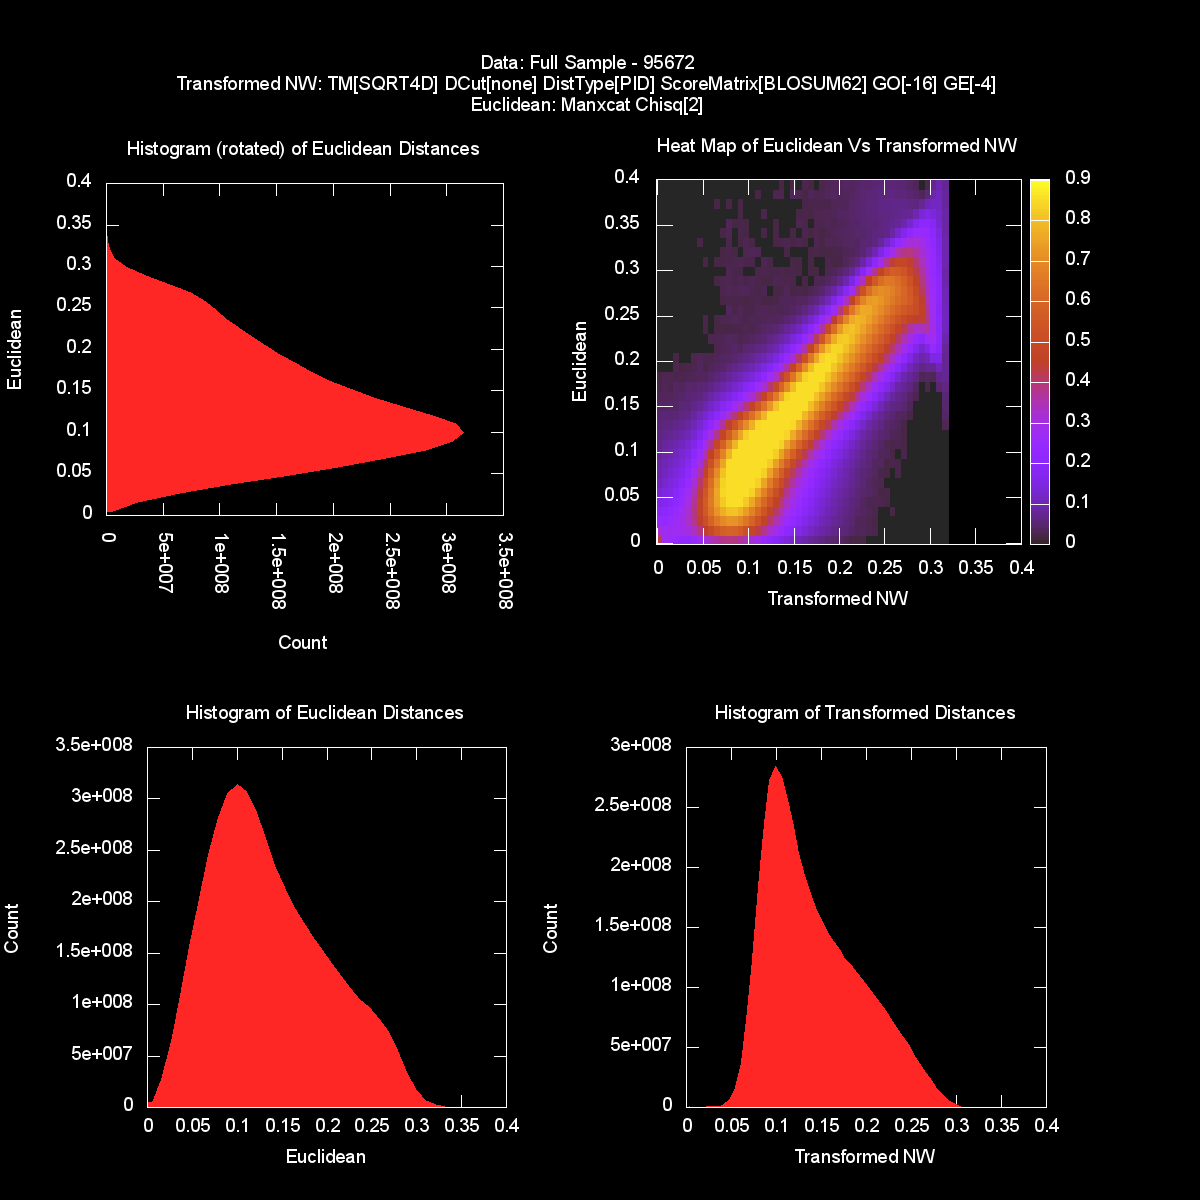 Data: Full Sample - 95672
Transformed NW: TM[SQRT4D] DCut[none] DistType[PID] ScoreMatrix[BLOSUM62] GO[-16] GE[-4]
Euclidean: Manxcat Chisq[2]
Histogram (rotated) of Euclidean Distances
0.4
0.35
0.3
0.25
0.2
0.15
0.1
0.05
0
Euclidean
0
5e+007
1e+008
1.5e+008
2e+008
2.5e+008
3e+008
3.5e+008
Count
Heat Map of Euclidean Vs Transformed NW
0.4
0.35
0.3
0.25
0.2
0.15
0.1
0.05
0
Euclidean
0 0.05 0.1 0.15 0.2 0.25 0.3 0.35 0.4
Transformed NW
0.9
0.8
0.7
0.6
0.5
0.4
0.3
0.2
0.1
0
Histogram of Euclidean Distances
3.5e+008
3e+008
2.5e+008
2e+008
1.5e+008
1e+008
5e+007
0
Count
0 0.05 0.1 0.15 0.2 0.25 0.3 0.35 0.4
Euclidean
Histogram of Transformed Distances
3e+008
2.5e+008
2e+008
1.5e+008
1e+008
5e+007
0
Count
0 0.05 0.1 0.15 0.2 0.25 0.3 0.35 0.4
Transformed NW